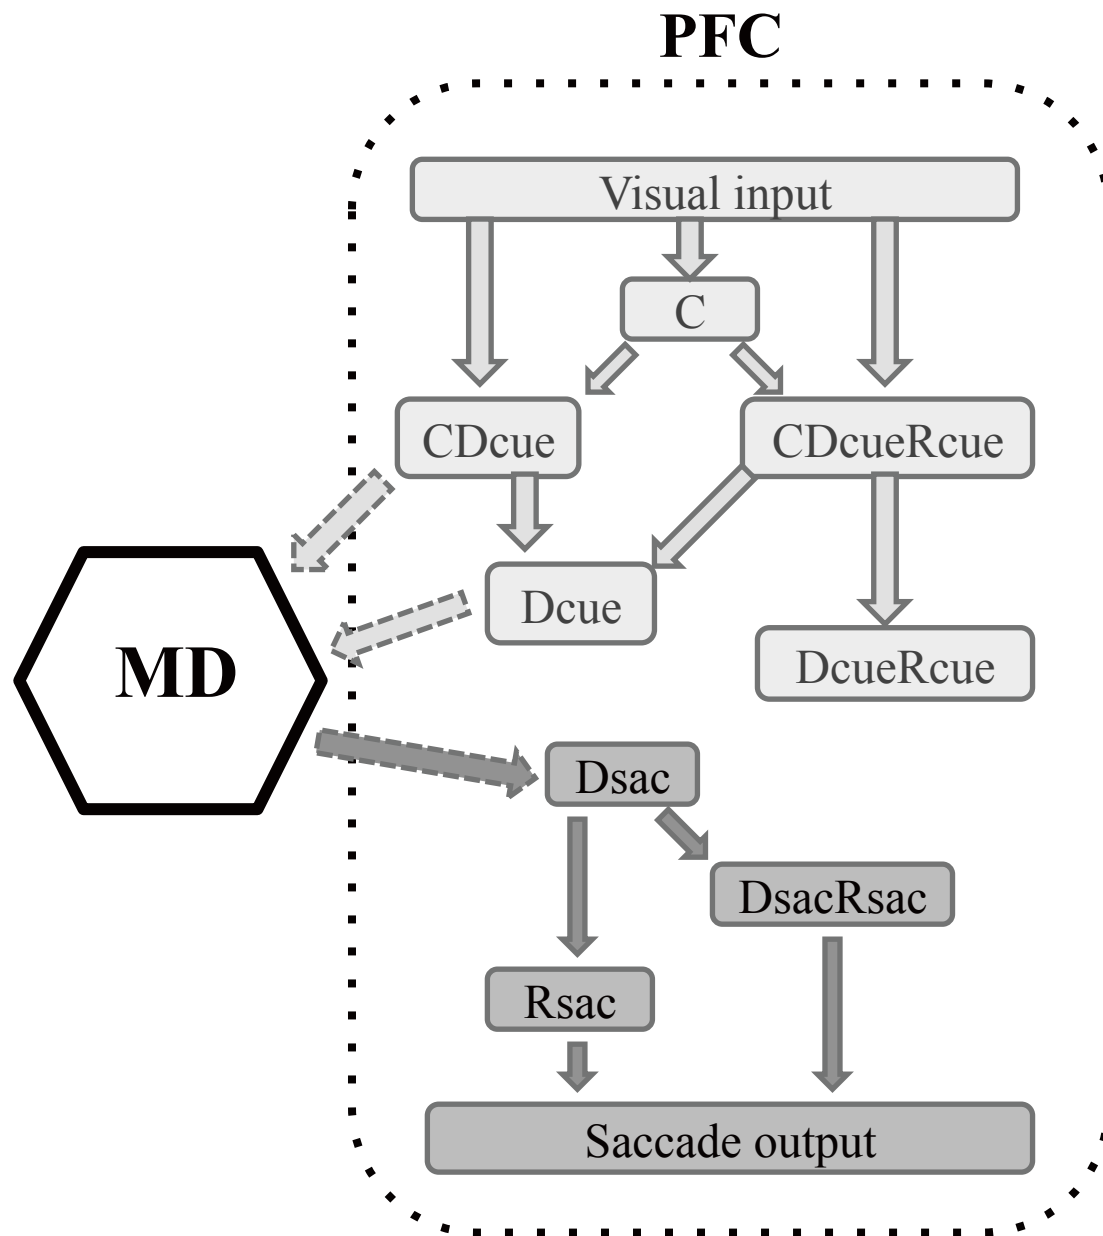 PFC
Visual input
C
CDcue
CDcueRcue
Dcue
DcueRcue
MD
Dsac
DsacRsac
Rsac
Saccade output